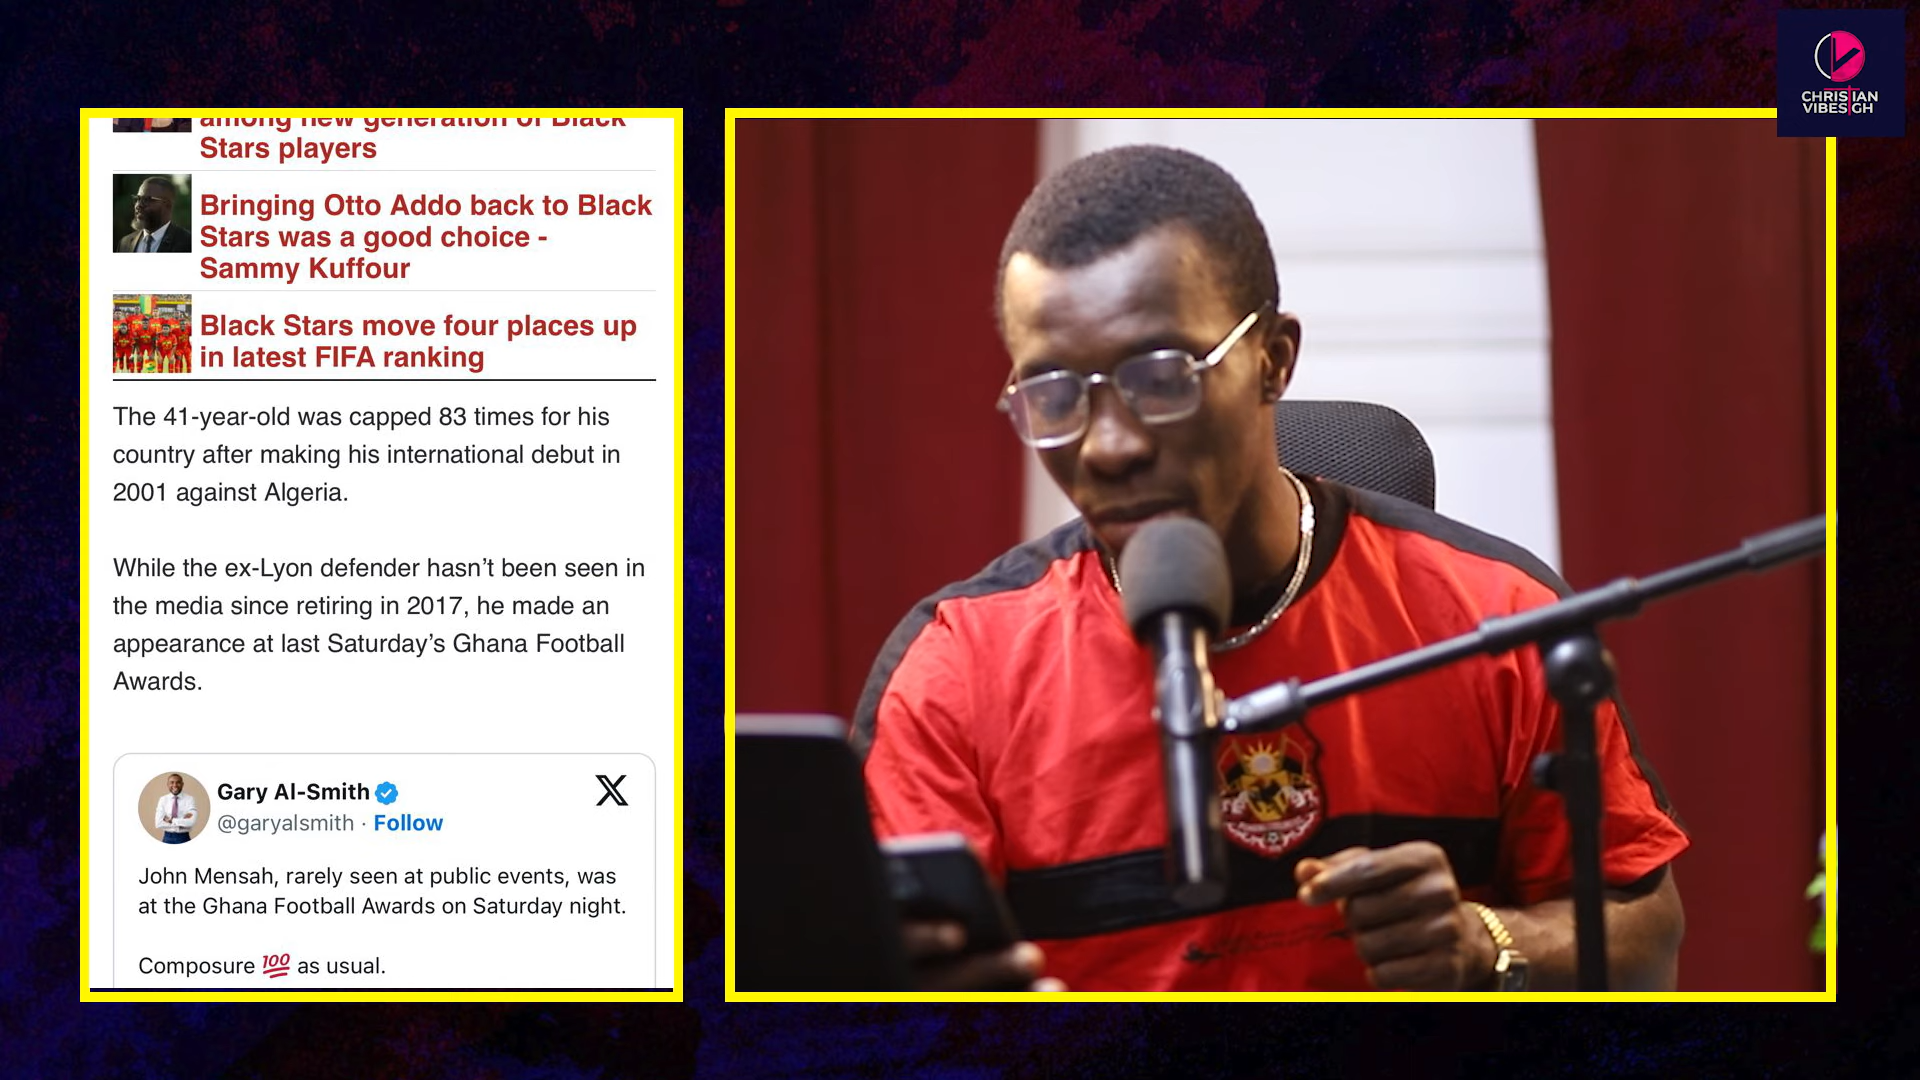 among new generation of Black
Stars players
Bringing Otto Addo back to Black
Stars was a good choice -
Sammy Kuffour
Black Stars move four places up
in latest FIFA ranking
The 41-year-old was capped 83 times for his
country after making his international debut in
2001 against Algeria.
While the ex-Lyon defender hasn’t been seen in
the media since retiring in 2017, he made an
appearance at last Saturday’s Ghana Football
Awards.
Gary Al-Smith
@garyalsmith · Follow
John Mensah, rarely seen at public events, was
at the Ghana Football Awards on Saturday night.
Composure 💯 as usual.
CHRISTIAN
VIBES GH